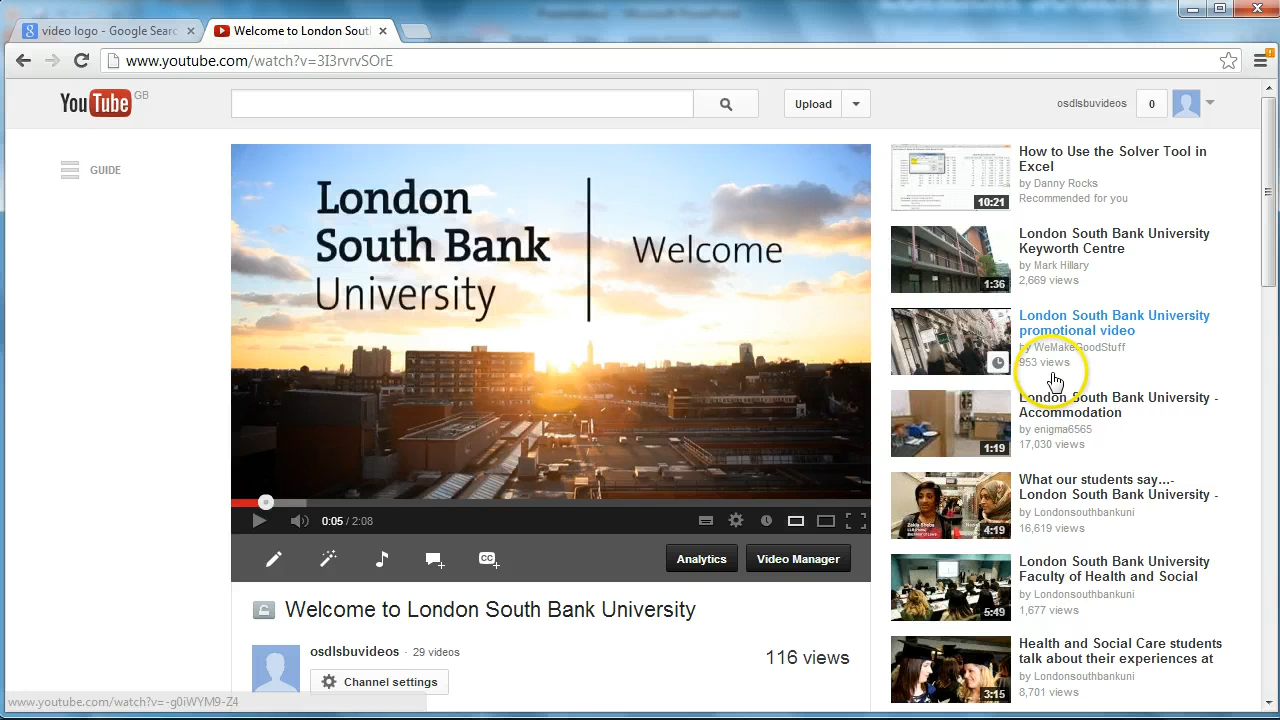 video logo - Google Searc
Welcome to London Sout
www.youtube.com/watch?v=3I3rvrvSOrE
YouTube GB
Upload
osdlsbuvideos
0
GUIDE
London
South Bank
University
Welcome
0:05 / 2:08
CC
Analytics
Video Manager
Welcome to London South Bank University
osdlsbuvideos · 29 videos
Channel settings
116 views
How to Use the Solver Tool in
Excel
by Danny Rocks
Recommended for you
10:21
London South Bank University
Keyworth Centre
by Mark Hillary
2,669 views
1:36
London South Bank University
promotional video
by WeMakeGoodStuff
953 views
London South Bank University -
Accommodation
by enigma6565
17,030 views
1:19
What our students say...-
London South Bank University -
by Londonsouthbankuni
16,619 views
4:19
London South Bank University
Faculty of Health and Social
by Londonsouthbankuni
1,677 views
5:49
Health and Social Care students
talk about their experiences at
by Londonsouthbankuni
8,701 views
3:15
www.youtube.com/watch?v=-g0iWYM9-Z4